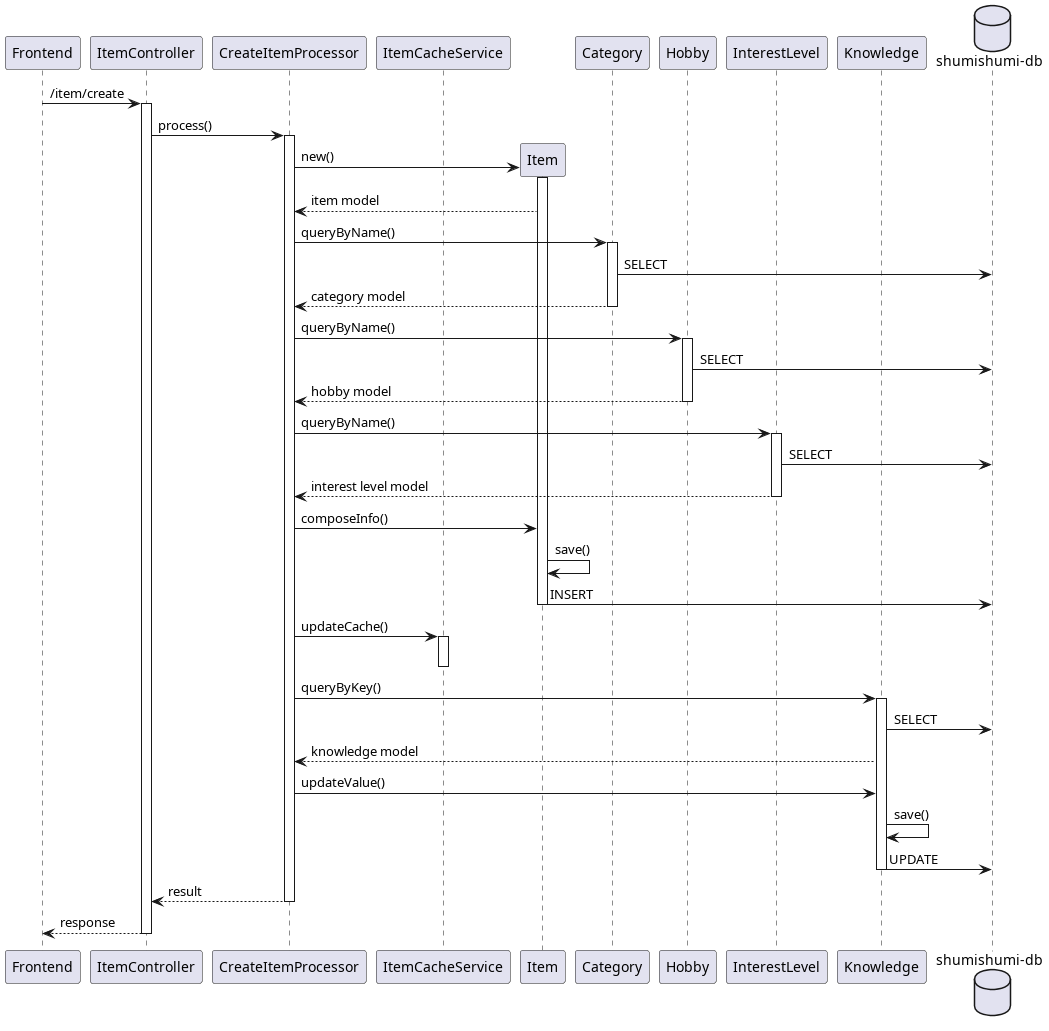 Frontend
ItemController
CreateItemProcessor
ItemCacheService
Category
Hobby
InterestLevel
Knowledge
shumishumi-db
/item/create
process()
new()
Item
item model
queryByName()
SELECT
category model
queryByName()
SELECT
hobby model
queryByName()
SELECT
interest level model
composeInfo()
save()
INSERT
updateCache()
queryByKey()
SELECT
knowledge model
updateValue()
save()
UPDATE
result
response
Frontend
ItemController
CreateItemProcessor
ItemCacheService
Item
Category
Hobby
InterestLevel
Knowledge
shumishumi-db